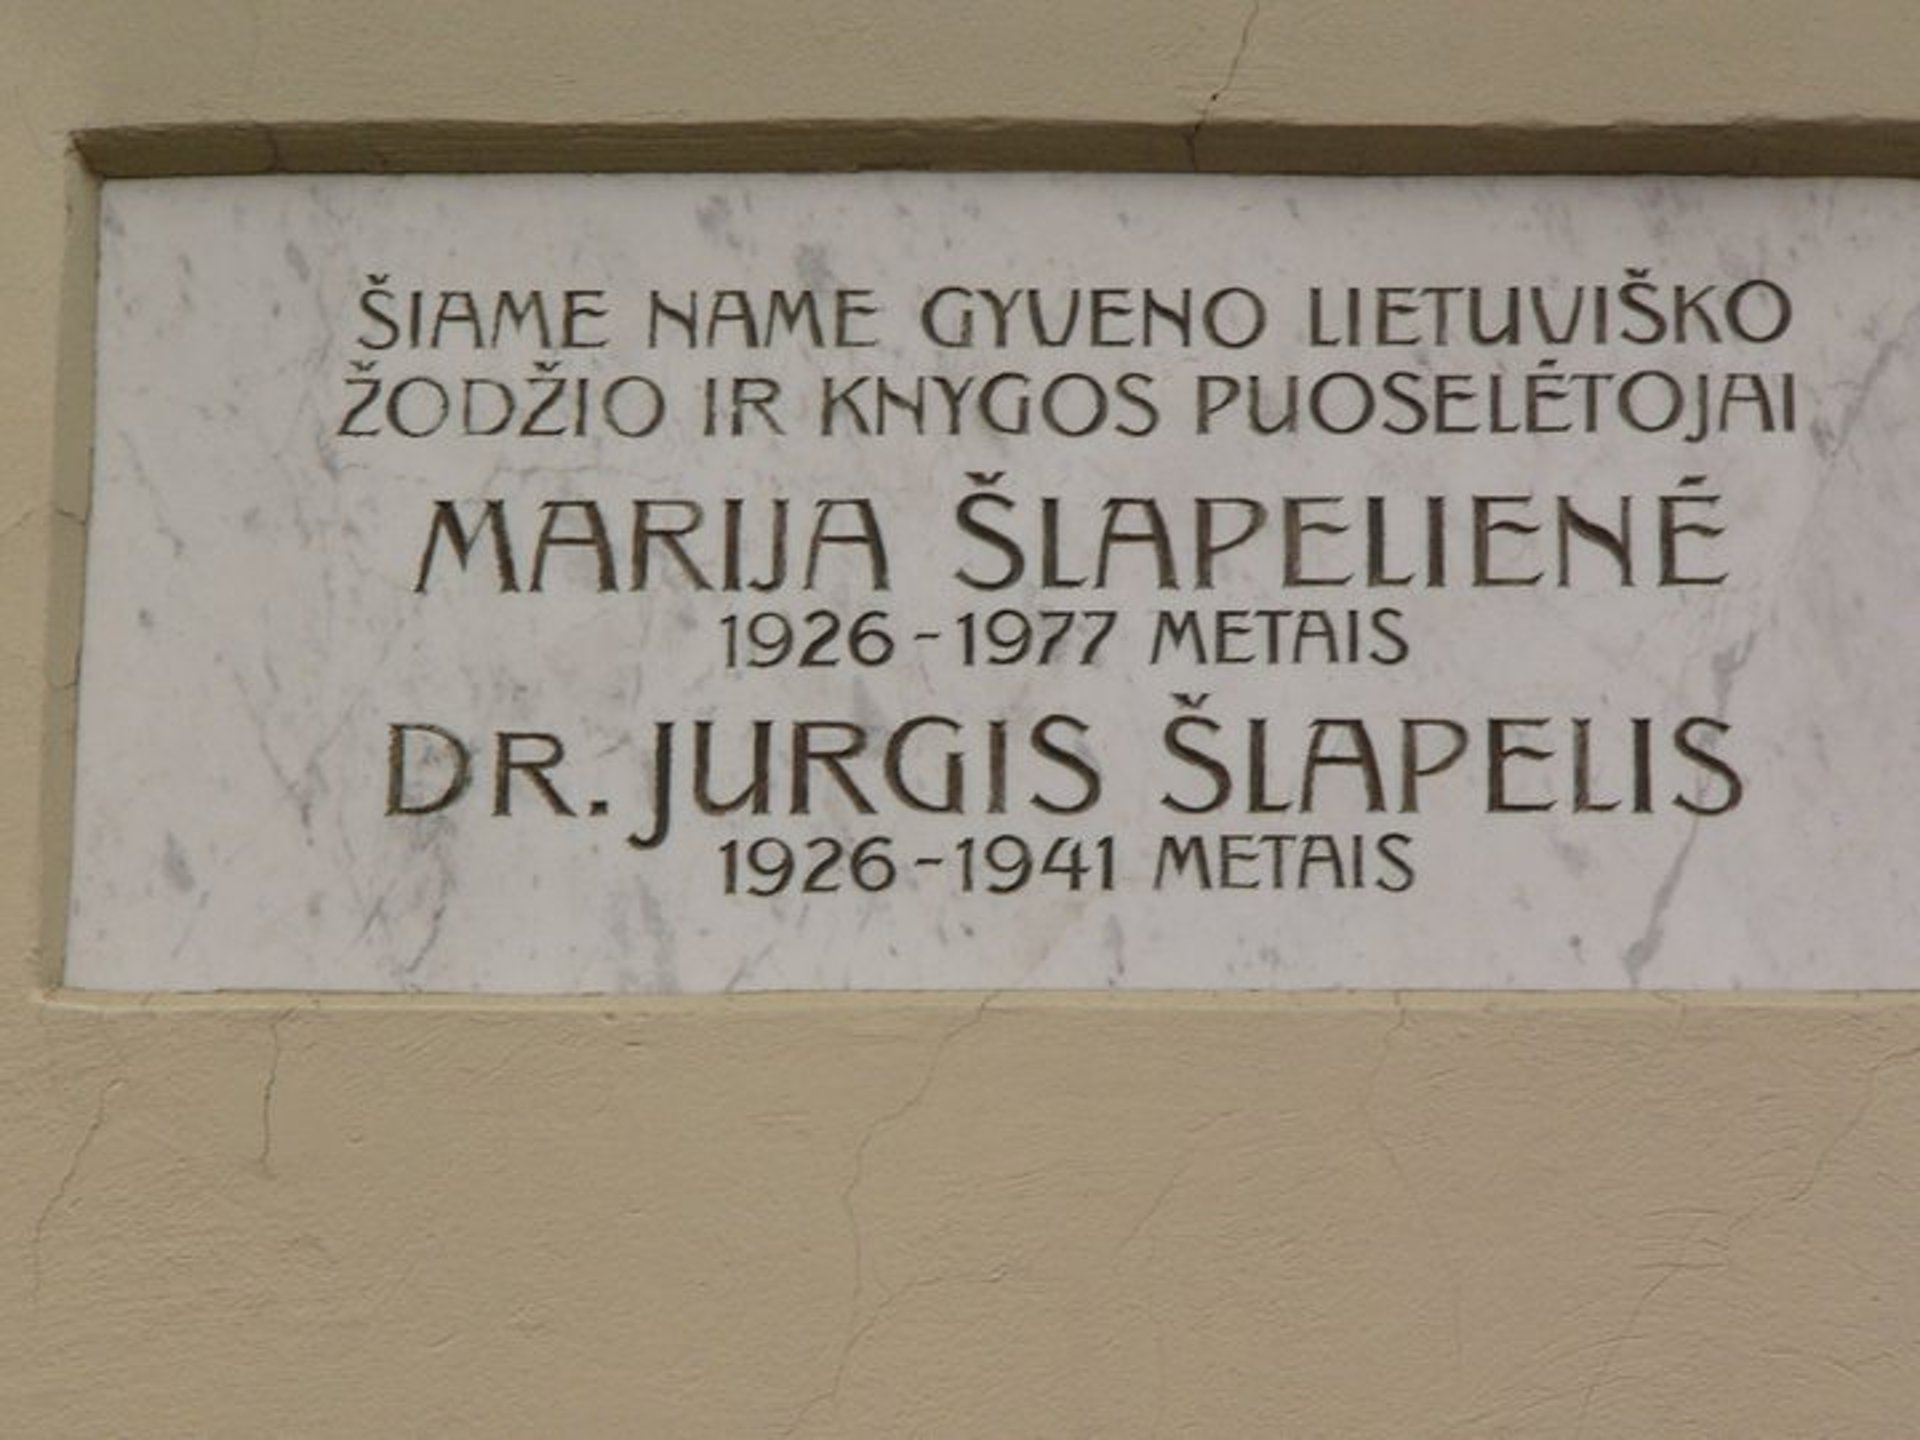 ŠIAME NAME GYVENO LIETUVIŠKO
ŽODŽIO IR KNYGOS PUOSELĖTOJAI
MARIJA ŠLAPELIENĖ
1926-1977 METAIS
DR. JURGIS ŠLAPELIS
1926-1941 METAIS